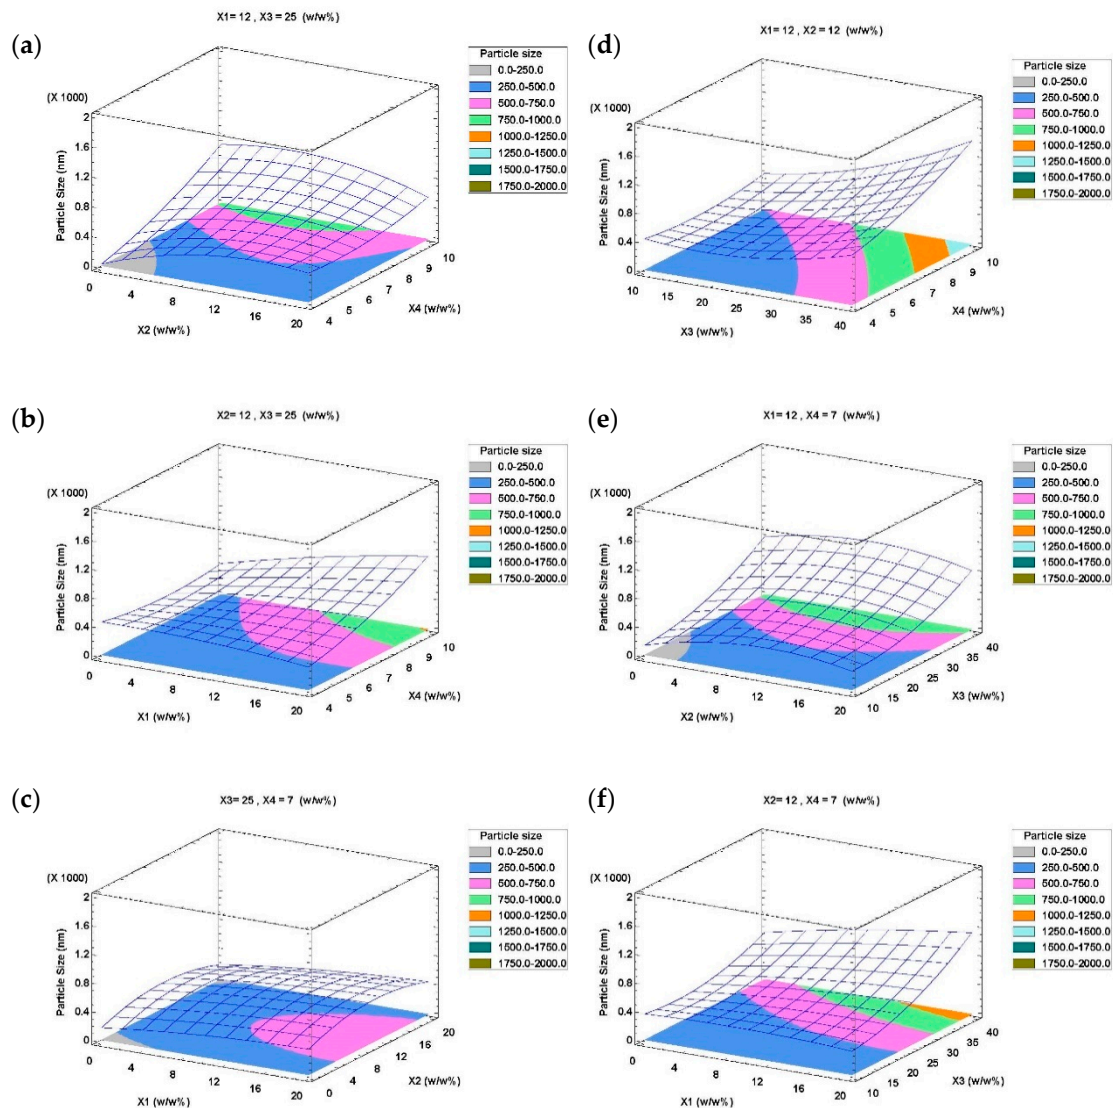 (a)
X1= 12 , X3 = 25 (w/w%)
(X 1000)
Particle Size (nm)
2
1.6
1.2
0.8
0.4
0
0 4 8 12 16 20
X2 (w/w%)
4 5 6 7 8 9 10
X4 (w/w%)
Particle size
0.0-250.0
250.0-500.0
500.0-750.0
750.0-1000.0
1000.0-1250.0
1250.0-1500.0
1500.0-1750.0
1750.0-2000.0
(d)
X1= 12 , X2 = 12 (w/w%)
(X 1000)
Particle Size (nm)
2
1.6
1.2
0.8
0.4
0
10 15 20 25 30 35 40
X3 (w/w%)
4 5 6 7 8 9 10
X4 (w/w%)
Particle size
0.0-250.0
250.0-500.0
500.0-750.0
750.0-1000.0
1000.0-1250.0
1250.0-1500.0
1500.0-1750.0
1750.0-2000.0
(b)
X2= 12 , X3 = 25 (w/w%)
(X 1000)
Particle Size (nm)
2
1.6
1.2
0.8
0.4
0
0 4 8 12 16 20
X1 (w/w%)
4 5 6 7 8 9 10
X4 (w/w%)
Particle size
0.0-250.0
250.0-500.0
500.0-750.0
750.0-1000.0
1000.0-1250.0
1250.0-1500.0
1500.0-1750.0
1750.0-2000.0
(e)
X1= 12 , X4 = 7 (w/w%)
(X 1000)
Particle Size (nm)
2
1.6
1.2
0.8
0.4
0
0 4 8 12 16 20
X2 (w/w%)
10 15 20 25 30 35 40
X3 (w/w%)
Particle size
0.0-250.0
250.0-500.0
500.0-750.0
750.0-1000.0
1000.0-1250.0
1250.0-1500.0
1500.0-1750.0
1750.0-2000.0
(c)
X3= 25 , X4 = 7 (w/w%)
(X 1000)
Particle Size (nm)
2
1.6
1.2
0.8
0.4
0
0 4 8 12 16 20
X1 (w/w%)
0 4 8 12 16 20
X2 (w/w%)
Particle size
0.0-250.0
250.0-500.0
500.0-750.0
750.0-1000.0
1000.0-1250.0
1250.0-1500.0
1500.0-1750.0
1750.0-2000.0
(f)
X2= 12 , X4 = 7 (w/w%)
(X 1000)
Particle Size (nm)
2
1.6
1.2
0.8
0.4
0
0 4 8 12 16 20
X1 (w/w%)
10 15 20 25 30 35 40
X3 (w/w%)
Particle size
0.0-250.0
250.0-500.0
500.0-750.0
750.0-1000.0
1000.0-1250.0
1250.0-1500.0
1500.0-1750.0
1750.0-2000.0